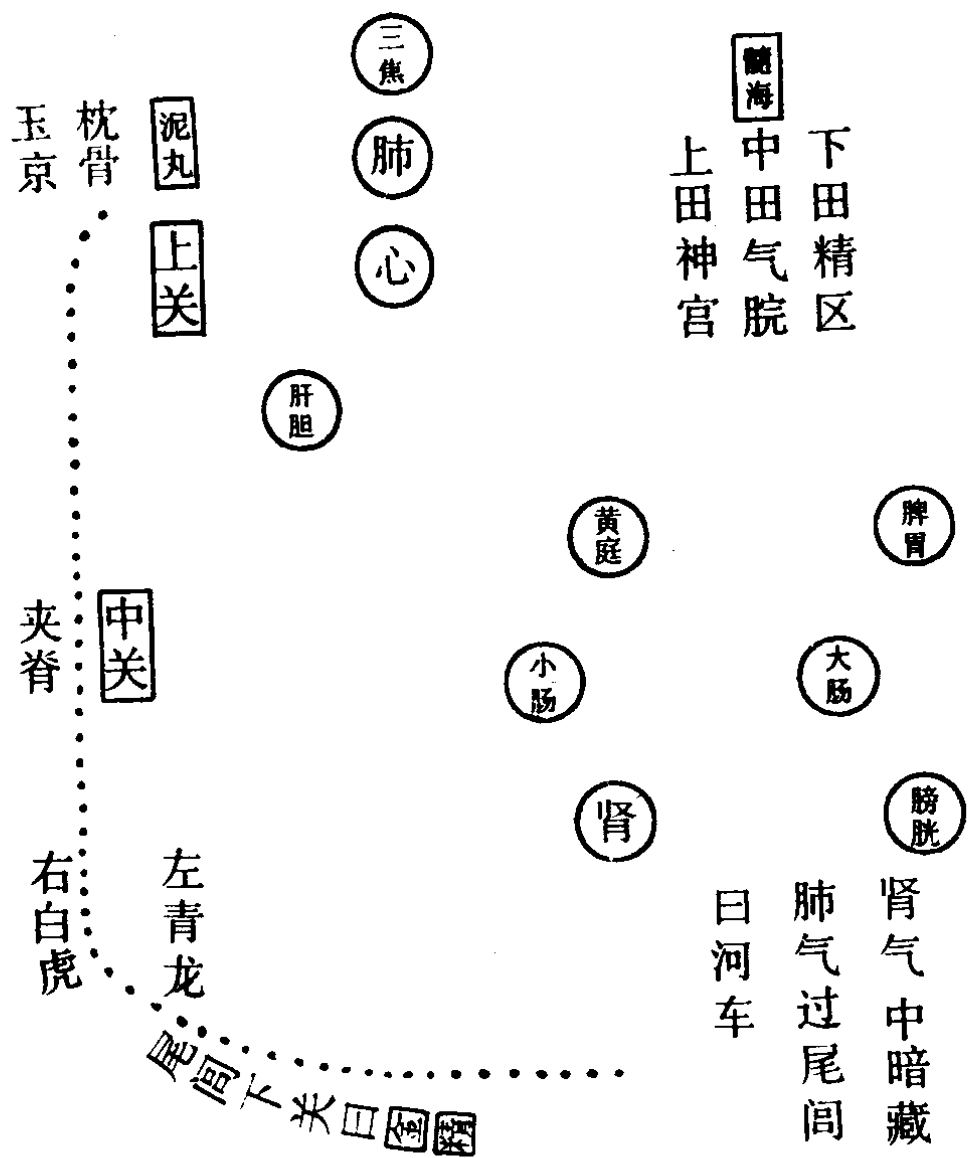 三焦
肺
心
肝胆
黄庭
脾胃
小肠
大肠
肾
膀胱
髓海
下田精区
中田气脘
上田神宫
泥丸
枕骨
玉京
上关
中关
夹脊
左青龙
右白虎
尾闾下关曰金精
肾气中暗藏
肺气过尾闾
曰河车